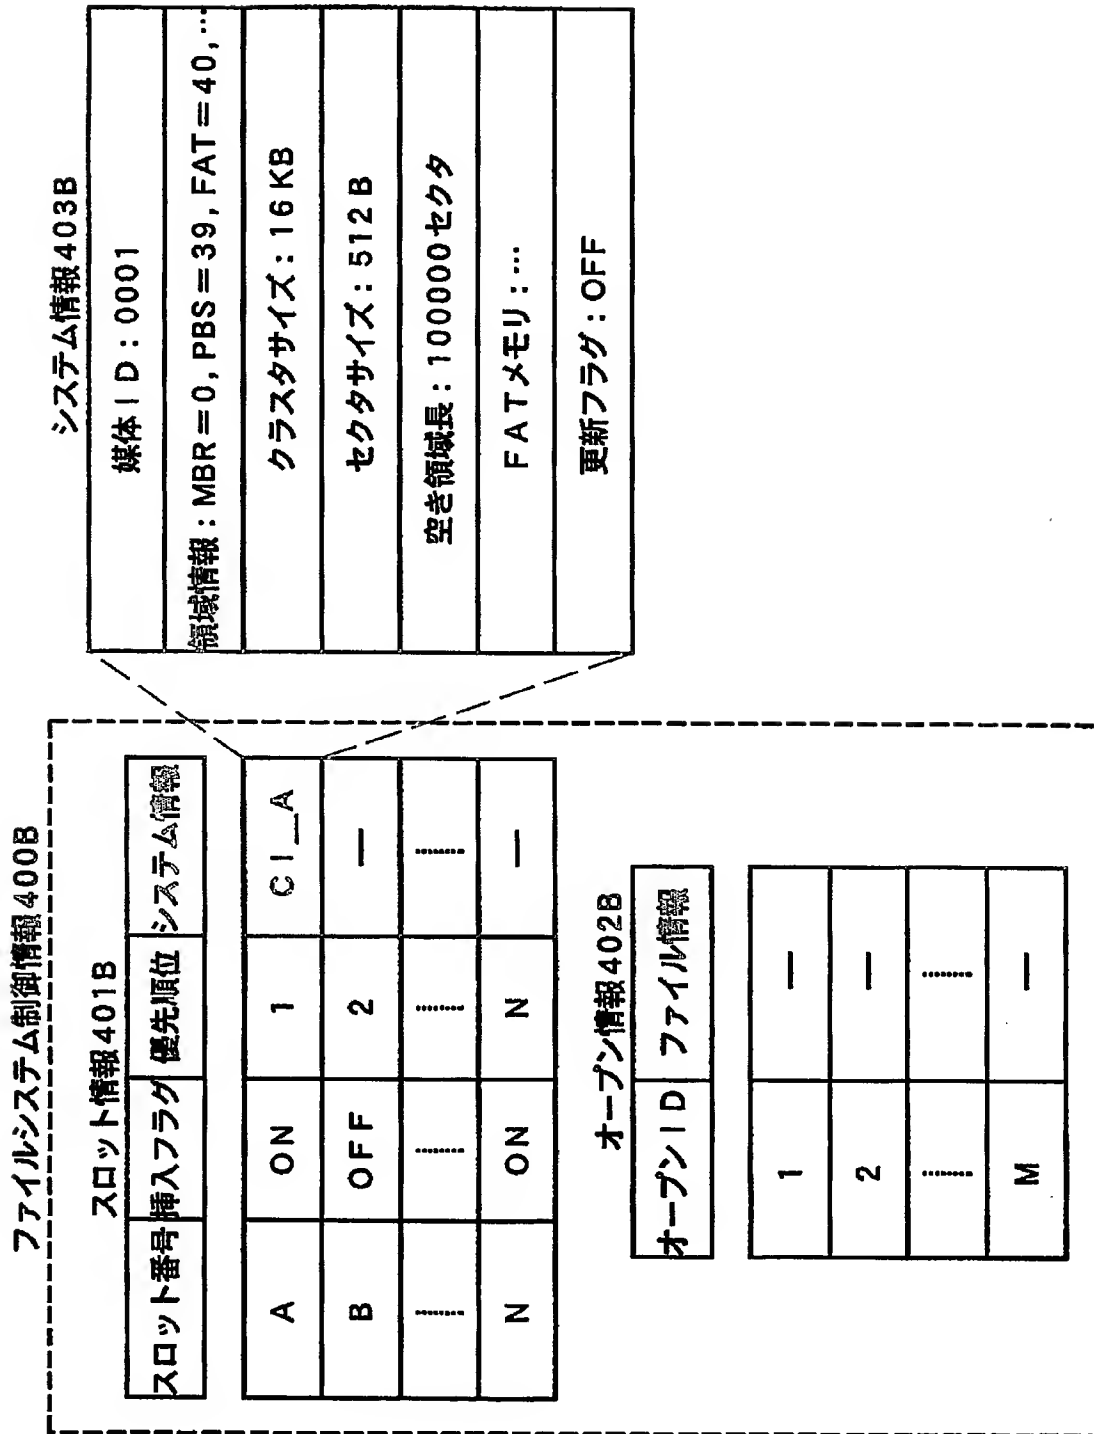 ファイルシステム制御情報400B
スロット情報401B
スロット番号 挿入フラグ 優先順位 システム情報
A ON 1 CI_A
B OFF 2 —
........ ........ ........ ........
N ON N —
オープン情報402B
オープンID ファイル情報
1 —
2 —
........ ........
M —
システム情報403B
媒体ID:0001
領域情報:MBR=0,PBS=39,FAT=40,…
クラスタサイズ:16KB
セクタサイズ:512B
空き領域長:100000セクタ
FATメモリ:…
更新フラグ:OFF